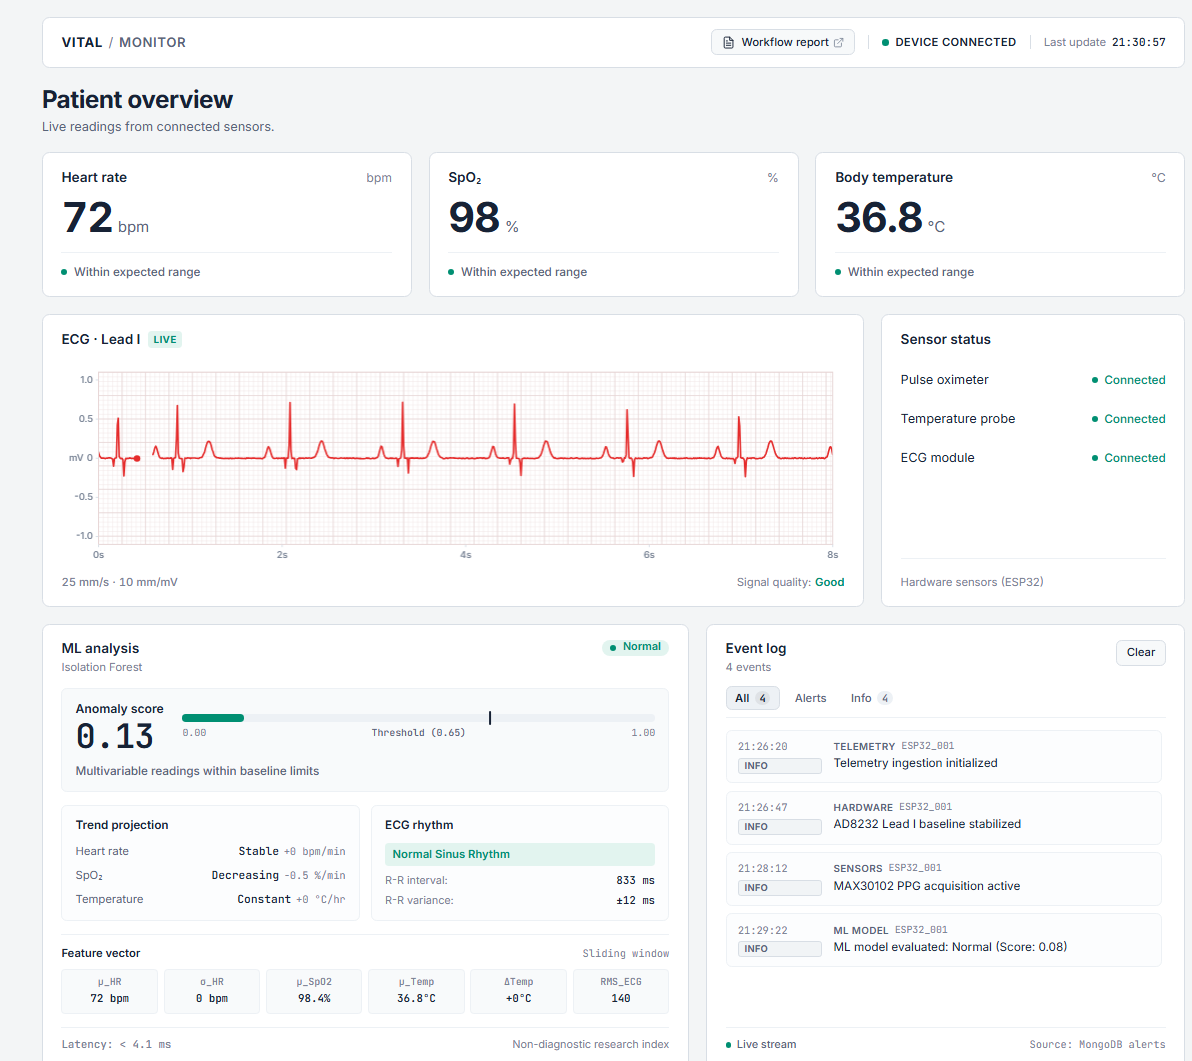 VITAL / MONITOR
Workflow report
DEVICE CONNECTED
Last update 21:30:57
Patient overview
Live readings from connected sensors.
Heart rate bpm
72 bpm
Within expected range
SpO₂ %
98 %
Within expected range
Body temperature °C
36.8 °C
Within expected range
ECG · Lead I LIVE
1.0
0.5
mV 0
-0.5
-1.0
0s 2s 4s 6s 8s
25 mm/s · 10 mm/mV
Signal quality: Good
Sensor status
Pulse oximeter Connected
Temperature probe Connected
ECG module Connected
Hardware sensors (ESP32)
ML analysis Normal
Isolation Forest
Anomaly score
0.13
0.00 Threshold (0.65) 1.00
Multivariable readings within baseline limits
Trend projection
Heart rate Stable +0 bpm/min
SpO₂ Decreasing -0.5 %/min
Temperature Constant +0 °C/hr
ECG rhythm
Normal Sinus Rhythm
R-R interval: 833 ms
R-R variance: ±12 ms
Feature vector Sliding window
μ_HR
72 bpm
σ_HR
0 bpm
μ_SpO2
98.4%
μ_Temp
36.8°C
ΔTemp
+0°C
RMS_ECG
140
Latency: < 4.1 ms
Non-diagnostic research index
Event log
4 events
Clear
All 4 Alerts Info 4
21:26:20 TELEMETRY ESP32_001
INFO Telemetry ingestion initialized
21:26:47 HARDWARE ESP32_001
INFO AD8232 Lead I baseline stabilized
21:28:12 SENSORS ESP32_001
INFO MAX30102 PPG acquisition active
21:29:22 ML MODEL ESP32_001
INFO ML model evaluated: Normal (Score: 0.08)
Live stream
Source: MongoDB alerts